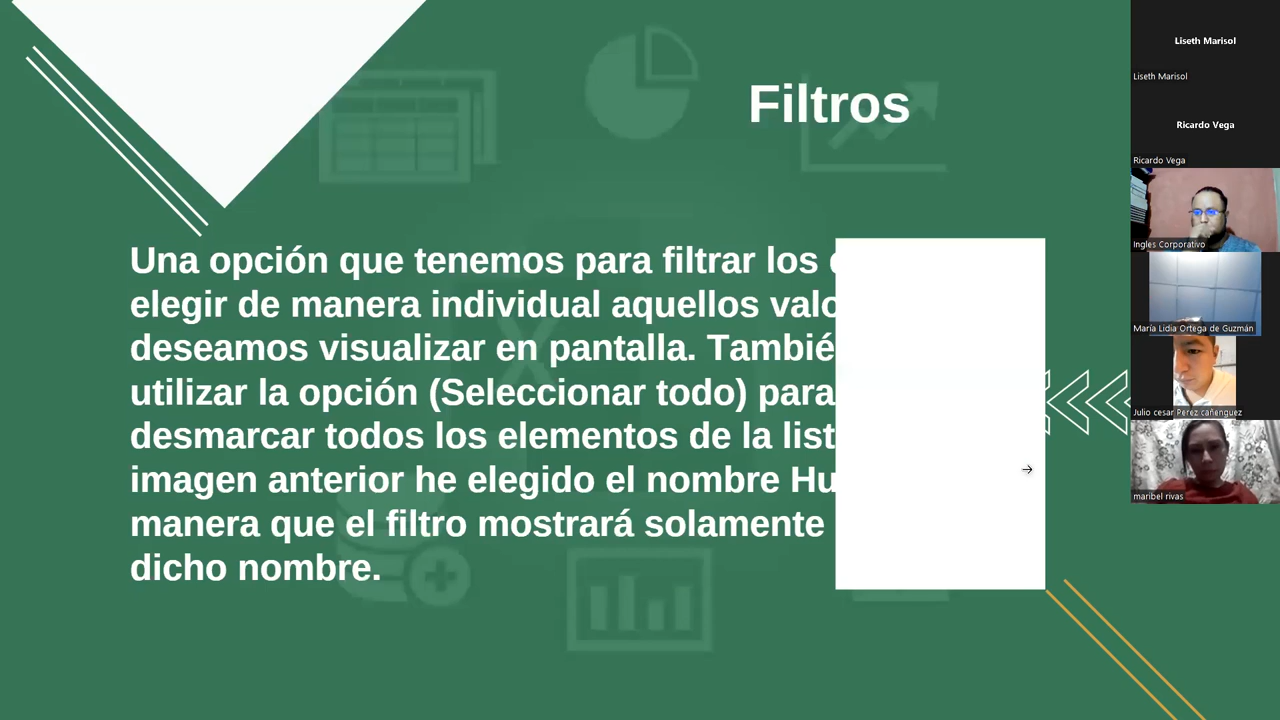 Filtros
Una opción que tenemos para filtrar los
elegir de manera individual aquellos valo
deseamos visualizar en pantalla. Tambié
utilizar la opción (Seleccionar todo) para
desmarcar todos los elementos de la list
imagen anterior he elegido el nombre Hu
manera que el filtro mostrará solamente
dicho nombre.
Liseth Marisol
Liseth Marisol
Ricardo Vega
Ricardo Vega
Ingles Corporativo
María Lidia Ortega de Guzmán
Julio cesar Perez cañenguez
maribel rivas